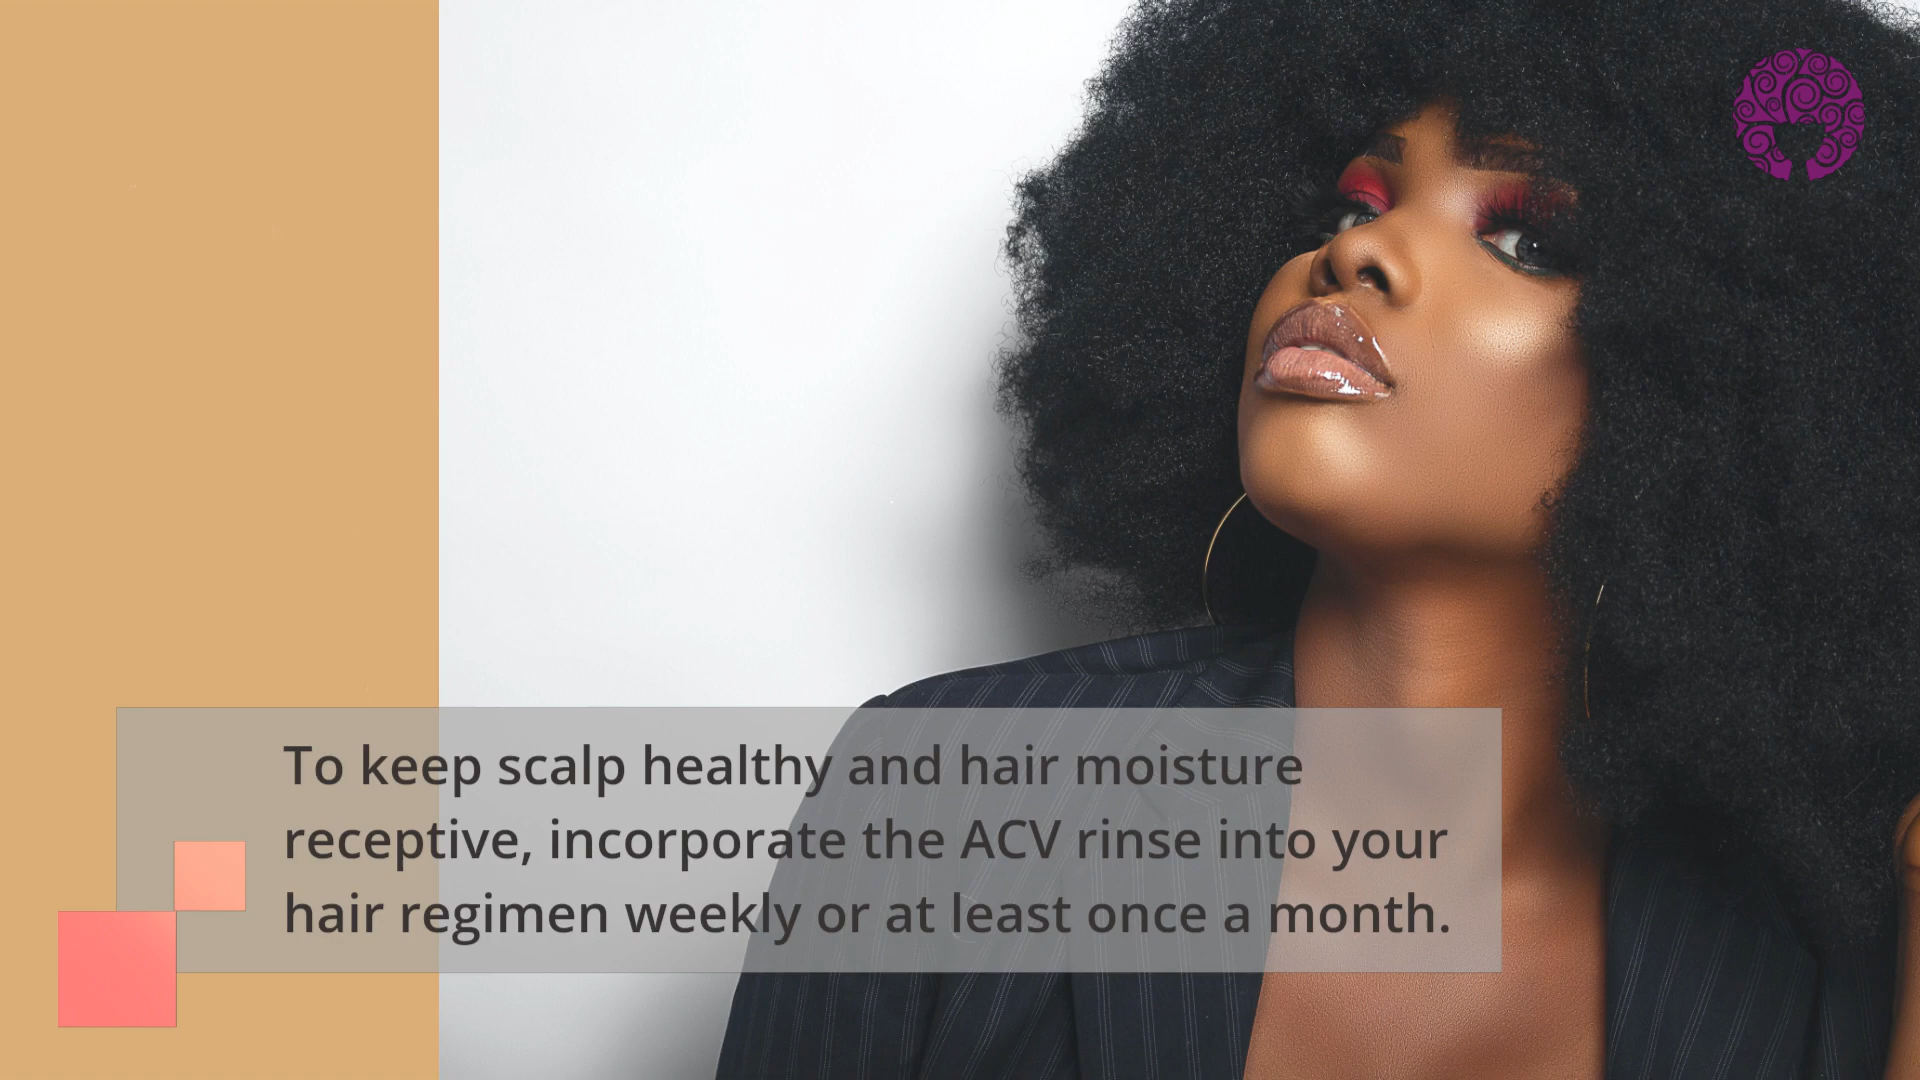 To keep scalp healthy and hair moisture
receptive, incorporate the ACV rinse into your
hair regimen weekly or at least once a month.